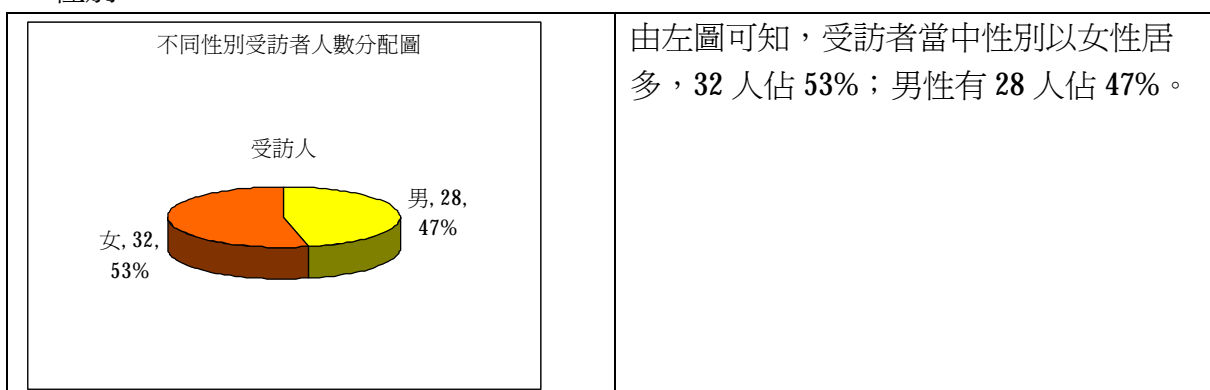 不同性別受訪者人數分配圖
受訪人
男, 28,
47%
女, 32,
53%
由左圖可知，受訪者當中性別以女性居
多，32 人佔 53%；男性有 28 人佔 47%。